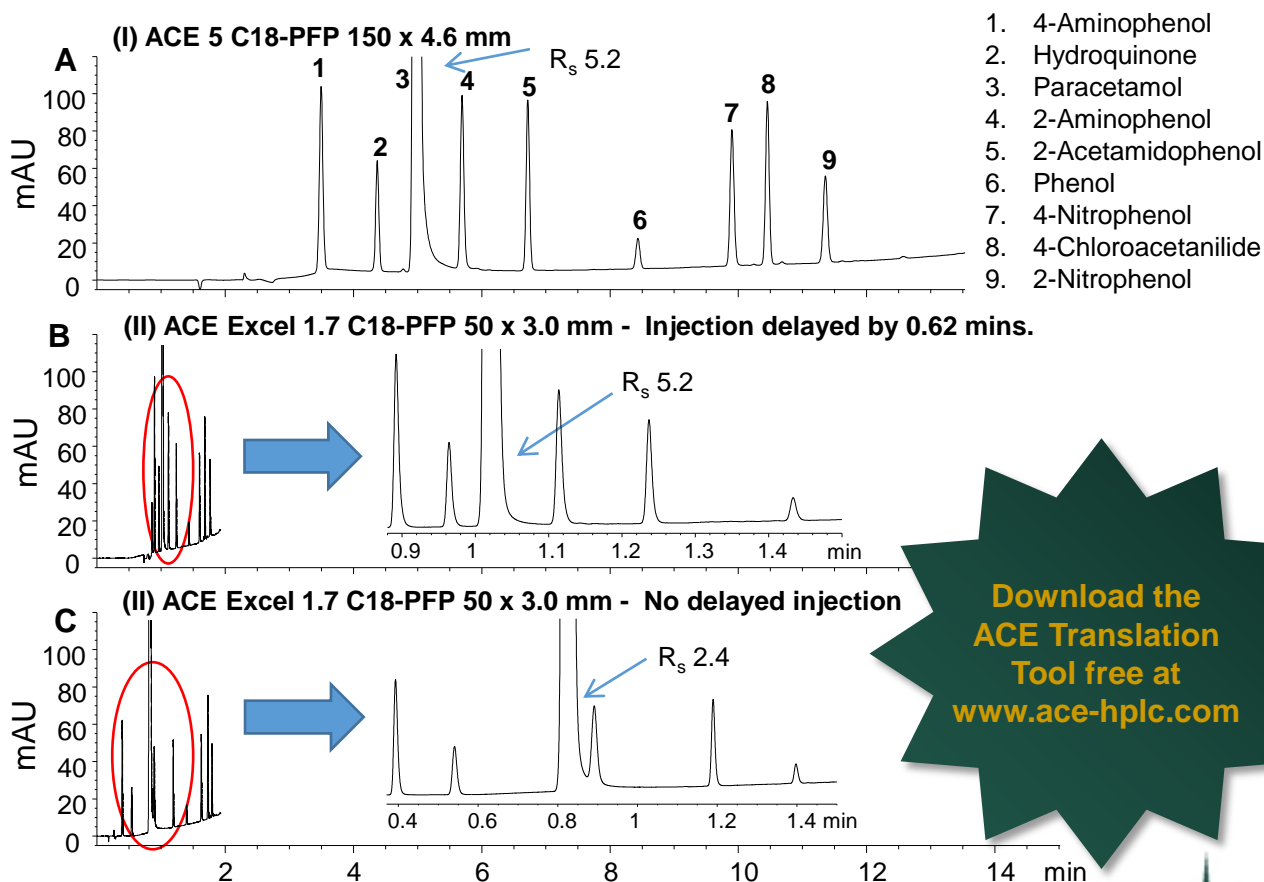 (I) ACE 5 C18-PFP 150 x 4.6 mm
A
mAU
100
80
60
40
20
0
1
2
3
Rs 5.2
4
5
6
7
8
9
2 4 6 8 10 12
1. 4-Aminophenol
2. Hydroquinone
3. Paracetamol
4. 2-Aminophenol
5. 2-Acetamidophenol
6. Phenol
7. 4-Nitrophenol
8. 4-Chloroacetanilide
9. 2-Nitrophenol
(II) ACE Excel 1.7 C18-PFP 50 x 3.0 mm - Injection delayed by 0.62 mins.
B
mAU
100
80
60
40
20
0
Rs 5.2
0.9 1 1.1 1.2 1.3 1.4 min
(II) ACE Excel 1.7 C18-PFP 50 x 3.0 mm - No delayed injection
C
mAU
100
80
60
40
20
0
Rs 2.4
0.4 0.6 0.8 1 1.2 1.4 min
2 4 6 8 10 12 14 min
Download the
ACE Translation
Tool free at
www.ace-hplc.com